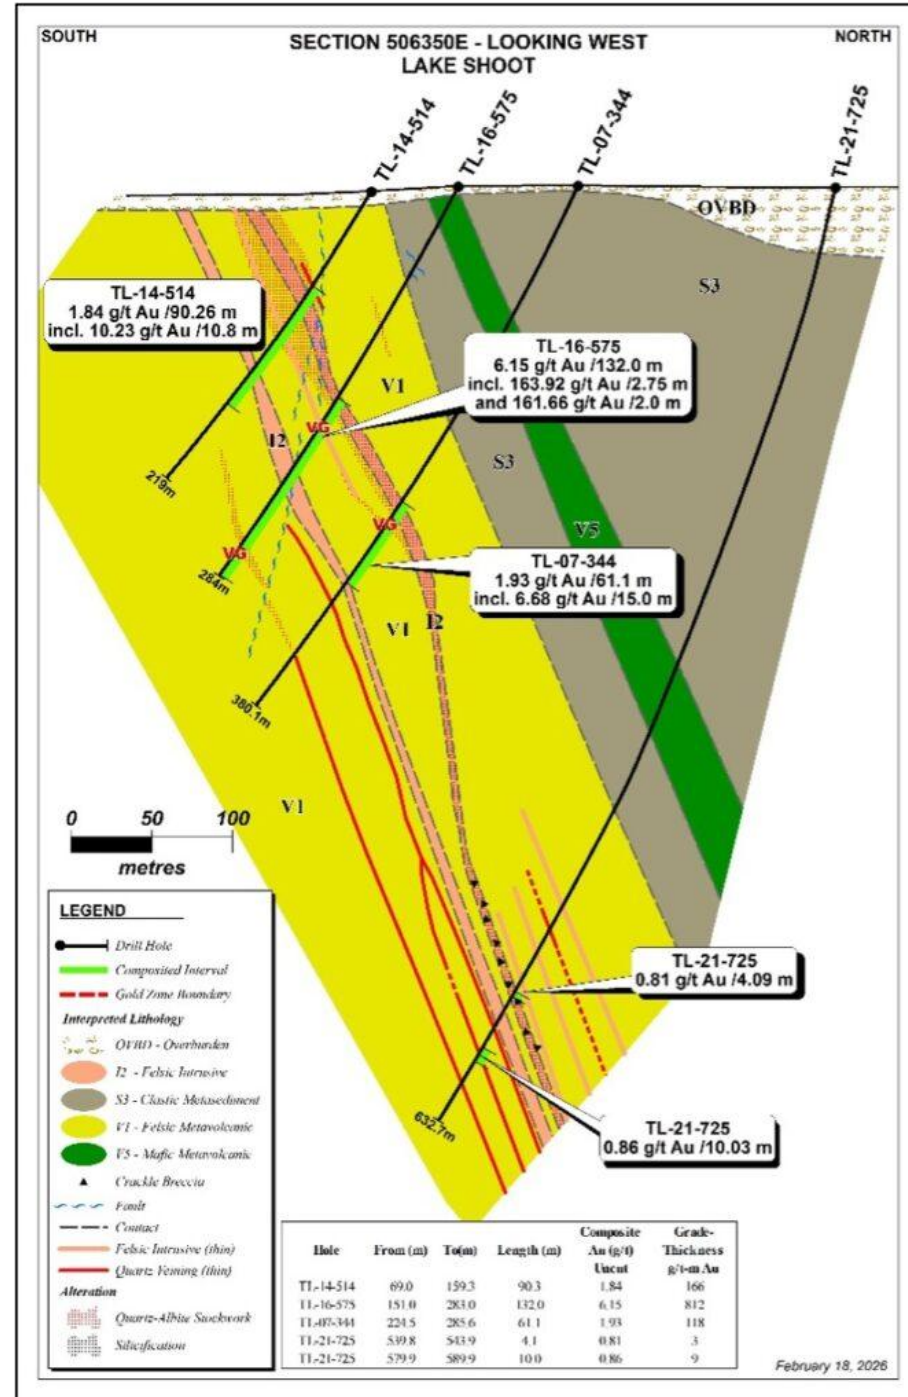 SOUTH
SECTION 506350E - LOOKING WEST
LAKE SHOOT
NORTH
TL-14-514
TL-16-575
TL-07-344
TL-21-725
OVBD
S3
TL-14-514
1.84 g/t Au /90.26 m
incl. 10.23 g/t Au /10.8 m
TL-16-575
6.15 g/t Au /132.0 m
incl. 163.92 g/t Au /2.75 m
and 161.66 g/t Au /2.0 m
V1
VG
I2
S3
219m
VG
V5
VG
284m
TL-07-344
1.93 g/t Au /61.1 m
incl. 6.68 g/t Au /15.0 m
V1
I2
380.1m
V1
0 50 100
metres
LEGEND
Drill Hole
Composited Interval
Gold Zone Boundary
Interpreted Lithology
OVBD - Overburden
I2 - Felsic Intrusive
S3 - Clastic Metasediment
V1 - Felsic Metavolcanic
V5 - Mafic Metavolcanic
Crackle Breccia
Fault
Contact
Felsic Intrusive (thin)
Quartz Veining (thin)
Alteration
Quartz-Albite Stockwork
Silicification
TL-21-725
0.81 g/t Au /4.09 m
632.7m
TL-21-725
0.86 g/t Au /10.03 m
Hole From (m) To(m) Length (m) Composite Au (g/t) Uncut Grade-Thickness g/t-m Au
TL-14-514 69.0 159.3 90.3 1.84 166
TL-16-575 151.0 283.0 132.0 6.15 812
TL-07-344 224.5 285.6 61.1 1.93 118
TL-21-725 539.8 543.9 4.1 0.81 3
TL-21-725 579.9 589.9 10.0 0.86 9
February 18, 2026